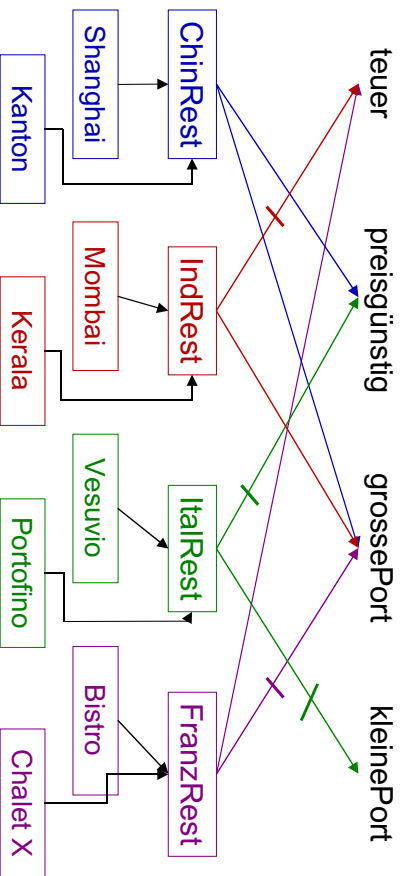 teuer
preisgünstig
grossePort
kleinePort
ChinRest
IndRest
ItalRest
FranzRest
Shanghai
Mombai
Vesuvio
Bistro
Kanton
Kerala
Portofino
Chalet X